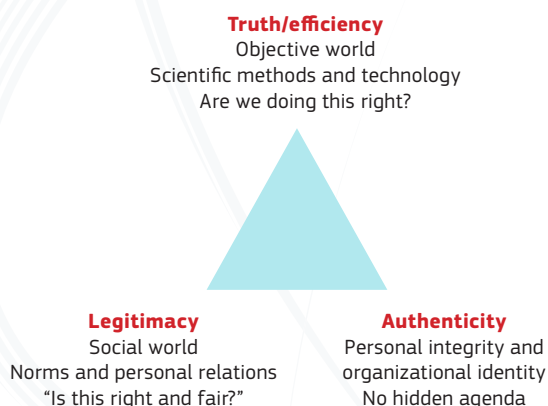 Truth/efficiency
Objective world
Scientific methods and technology
Are we doing this right?
Legitimacy
Social world
Norms and personal relations
“Is this right and fair?”
Authenticity
Personal integrity and
organizational identity
No hidden agenda